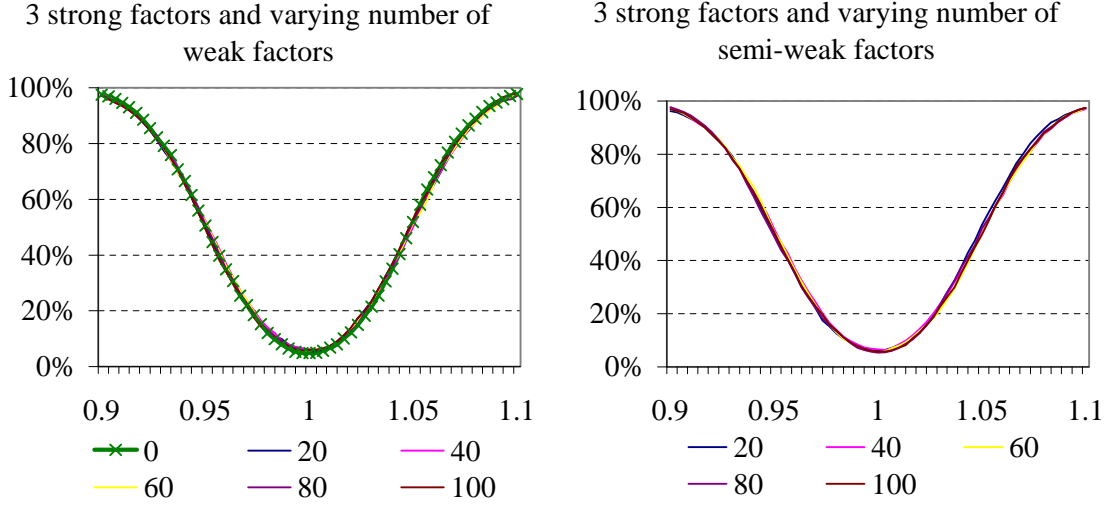 3 strong factors and varying number of
weak factors
100%
80%
60%
40%
20%
0%
0.9 0.95 1 1.05 1.1
0 20 40
60 80 100
3 strong factors and varying number of
semi-weak factors
100%
80%
60%
40%
20%
0%
0.9 0.95 1 1.05 1.1
20 40 60
80 100